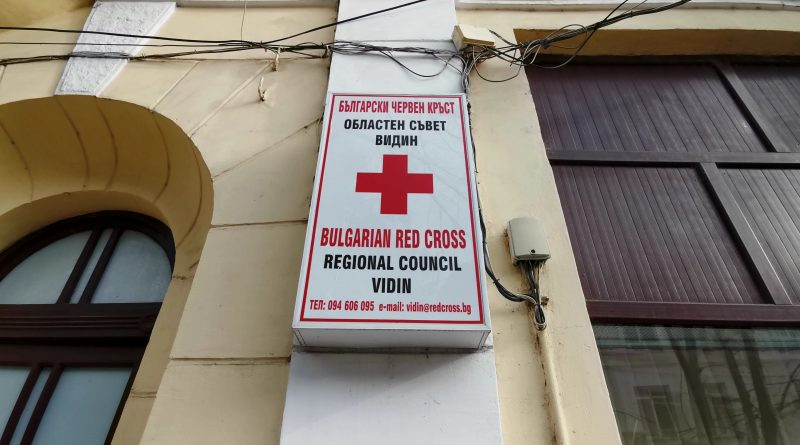 БЪЛГАРСКИ ЧЕРВЕН КРЪСТ
ОБЛАСТЕН СЪВЕТ
ВИДИН
BULGARIAN RED CROSS
REGIONAL COUNCIL
VIDIN
ТЕЛ: 094 606 095 e-mail: vidin@redcross.bg